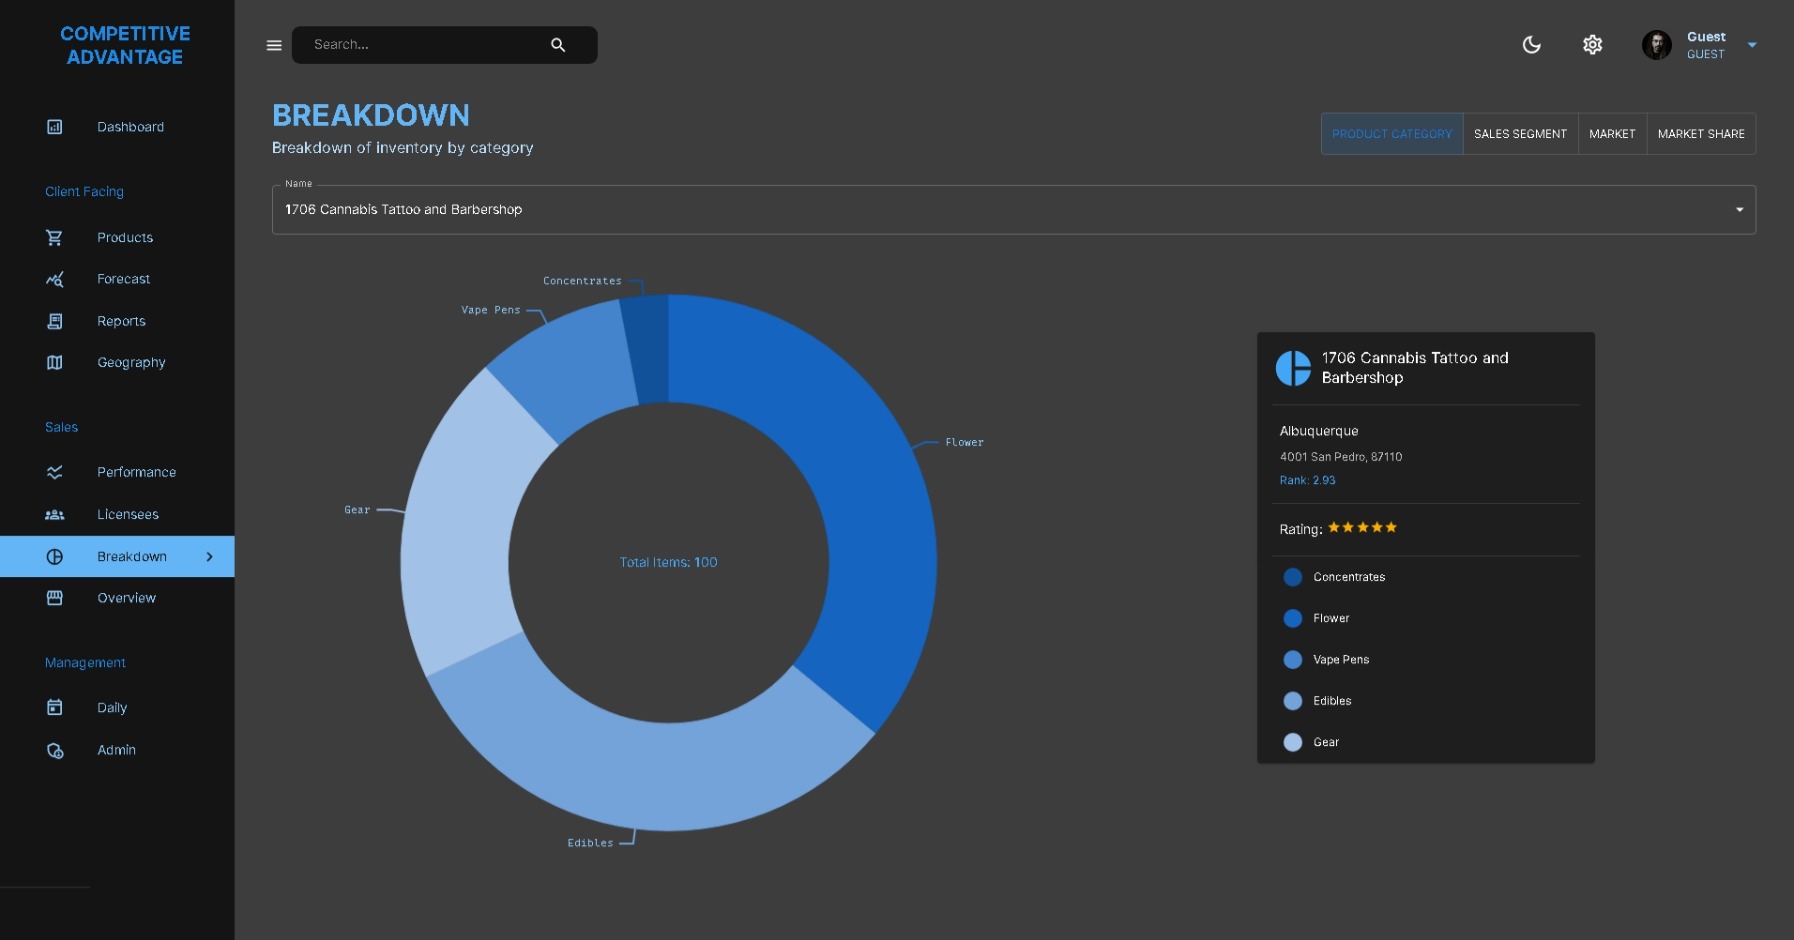 COMPETITIVE
ADVANTAGE
Dashboard
Client Facing
Products
Forecast
Reports
Geography
Sales
Performance
Licensees
Breakdown
Overview
Management
Daily
Admin
Search...
Guest
GUEST
BREAKDOWN
Breakdown of inventory by category
PRODUCT CATEGORY
SALES SEGMENT
MARKET
MARKET SHARE
Name
1706 Cannabis Tattoo and Barbershop
Concentrates
Vape Pens
Flower
Gear
Total Items: 100
Edibles
1706 Cannabis Tattoo and
Barbershop
Albuquerque
4001 San Pedro, 87110
Rank: 2.93
Rating:
Concentrates
Flower
Vape Pens
Edibles
Gear